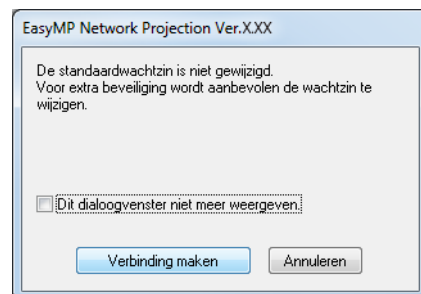 EasyMP Network Projection Ver.X.XX
De standaardwachtzin is niet gewijzigd.
Voor extra beveiliging wordt aanbevolen de wachtzin te
wijzigen.
Dit dialoogvenster niet meer weergeven.
Verbinding maken
Annuleren